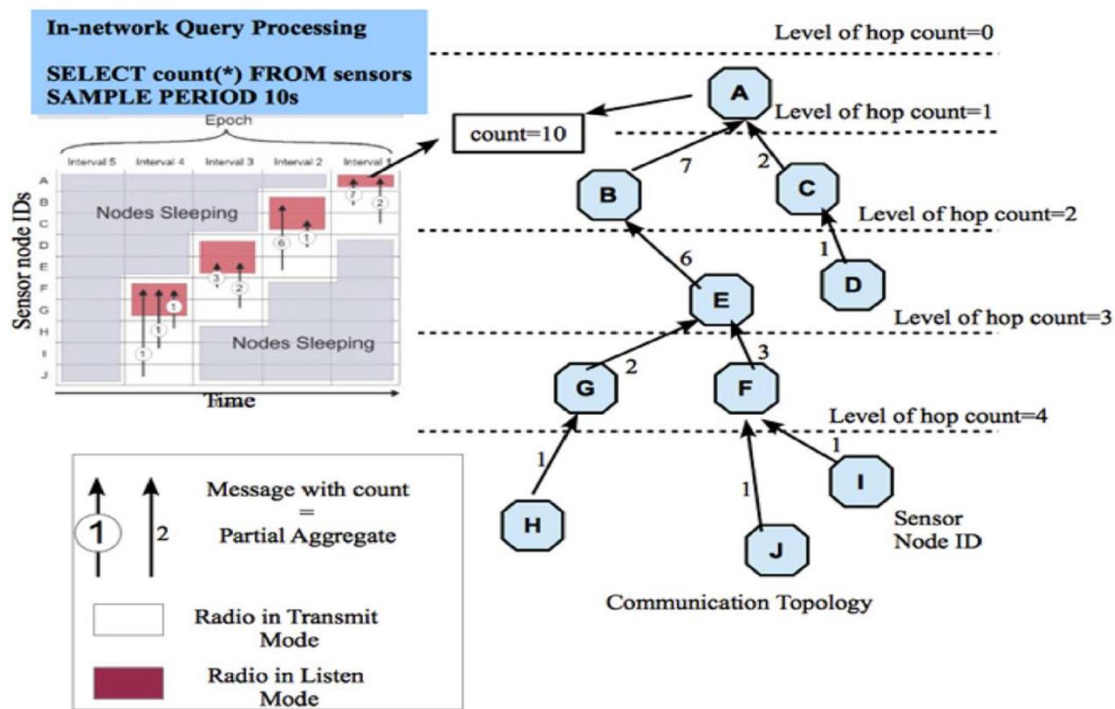 In-network Query Processing
SELECT count(*) FROM sensors
SAMPLE PERIOD 10s
Level of hop count=0
A
Level of hop count=1
count=10
7
2
B
C
Level of hop count=2
6
1
E
D
Level of hop count=3
2
3
G
F
Level of hop count=4
1
1
1
H
J
I
Sensor
Node ID
Communication Topology
Epoch
Interval 5
Interval 4
Interval 3
Interval 2
Interval 1
Sensor node IDs
A
B
C
D
E
F
G
H
I
J
Nodes Sleeping
Nodes Sleeping
7
2
6
1
3
2
1
1
1
Time
1
2
Message with count
=
Partial Aggregate
Radio in Transmit
Mode
Radio in Listen
Mode